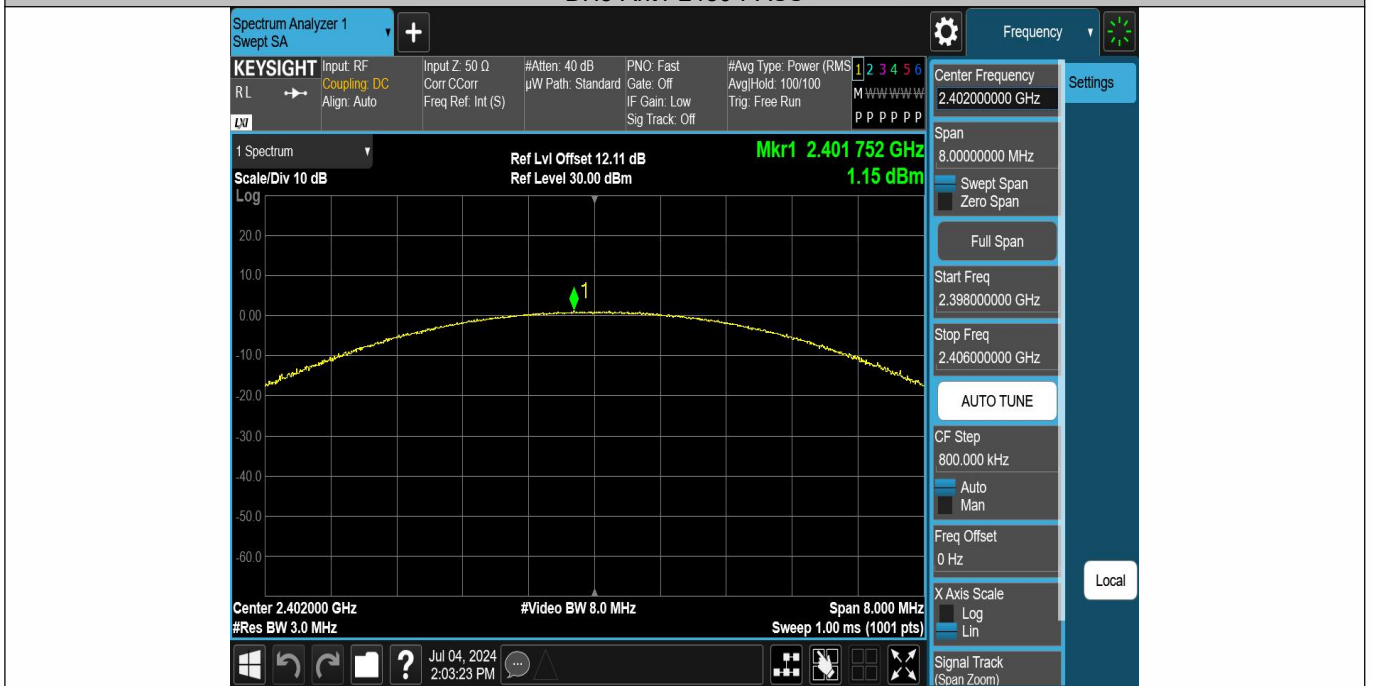 Spectrum Analyzer 1
Swept SA
+
Frequency
KEYSIGHT
RL
LXI
Input: RF
Coupling: DC
Align: Auto
Input Z: 50 Ω
Corr CCorr
Freq Ref: Int (S)
#Atten: 40 dB
µW Path: Standard
PNO: Fast
Gate: Off
IF Gain: Low
Sig Track: Off
#Avg Type: Power (RMS
Avg|Hold: 100/100
Trig: Free Run
1 2 3 4 5 6
M W W W W W
P P P P P P
Center Frequency
2.402000000 GHz
Settings
1 Spectrum
Scale/Div 10 dB
Ref Lvl Offset 12.11 dB
Ref Level 30.00 dBm
Mkr1 2.401 752 GHz
1.15 dBm
Log
20.0
10.0
0.00
-10.0
-20.0
-30.0
-40.0
-50.0
-60.0
1
Center 2.402000 GHz
#Res BW 3.0 MHz
#Video BW 8.0 MHz
Span 8.000 MHz
Sweep 1.00 ms (1001 pts)
Span
8.00000000 MHz
Swept Span
Zero Span
Full Span
Start Freq
2.398000000 GHz
Stop Freq
2.406000000 GHz
AUTO TUNE
CF Step
800.000 kHz
Auto
Man
Freq Offset
0 Hz
X Axis Scale
Log
Lin
Local
Signal Track
(Span Zoom)
?
Jul 04, 2024
2:03:23 PM